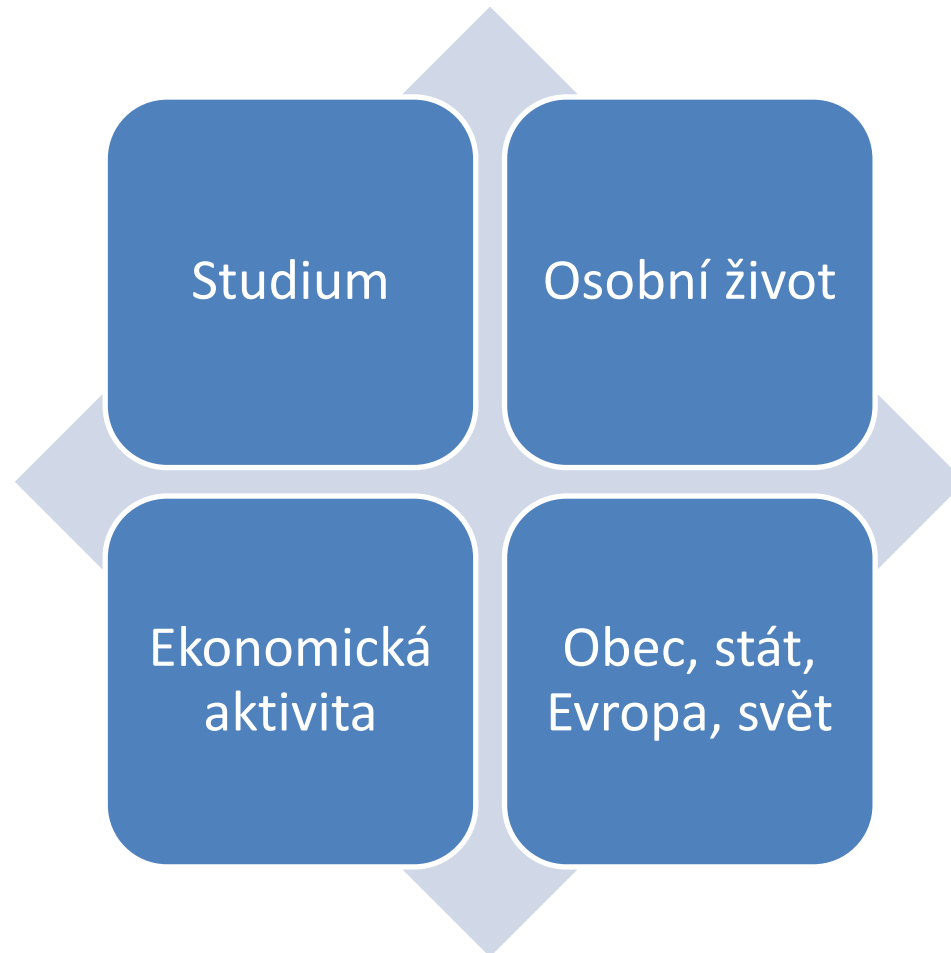 Studium
Osobní život
Ekonomická
aktivita
Obec, stát,
Evropa, svět